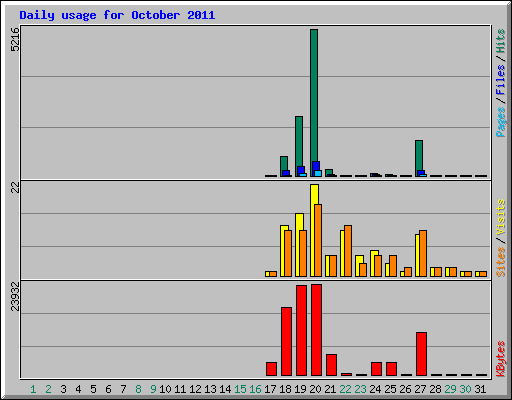 Daily usage for October 2011
5216
22
23932
Pages / Files / Hits
Sites / Visits
KBytes
1 2 3 4 5 6 7 8 9 10 11 12 13 14 15 16 17 18 19 20 21 22 23 24 25 26 27 28 29 30 31